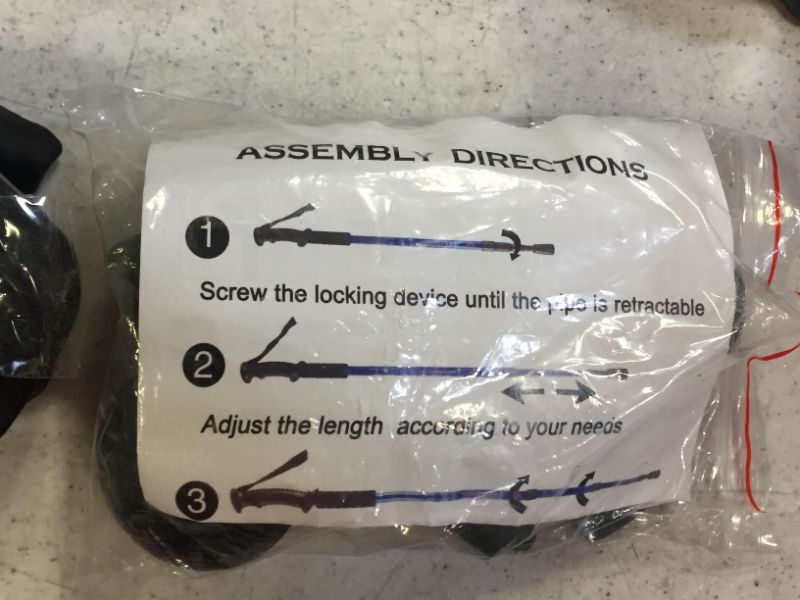 ASSEMBLY DIRECTIONS
1
Screw the locking device until the pipe is retractable
2
Adjust the length according to your needs
3